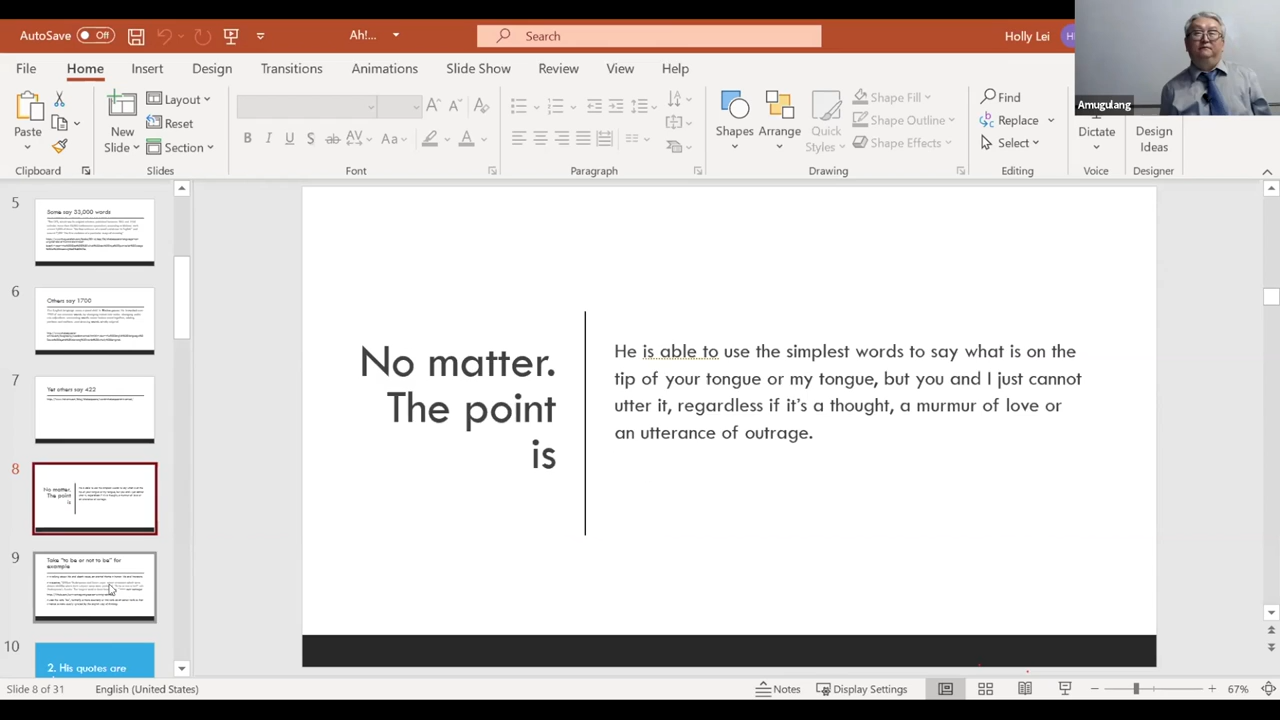 AutoSave Off Ah!... Search Holly Lei
File Home Insert Design Transitions Animations Slide Show Review View Help
Amugulang
Paste New Slide Layout Reset Section
B I U S ab AV Aa A
Shapes Arrange Quick Styles Shape Fill Shape Outline Shape Effects
Find Replace Select Dictate Design Ideas
Clipboard Slides Font Paragraph Drawing Editing Voice Designer
5
Some say 33,000 words
6
Others say 1700
7
Yet others say 422
8
No matter.
The point
is
9
Take "to be or not to be" for
example
10
2. His quotes are
No matter.
The point
is
He is able to use the simplest words to say what is on the
tip of your tongue or my tongue, but you and I just cannot
utter it, regardless if it's a thought, a murmur of love or
an utterance of outrage.
Slide 8 of 31 English (United States) Notes Display Settings 67%